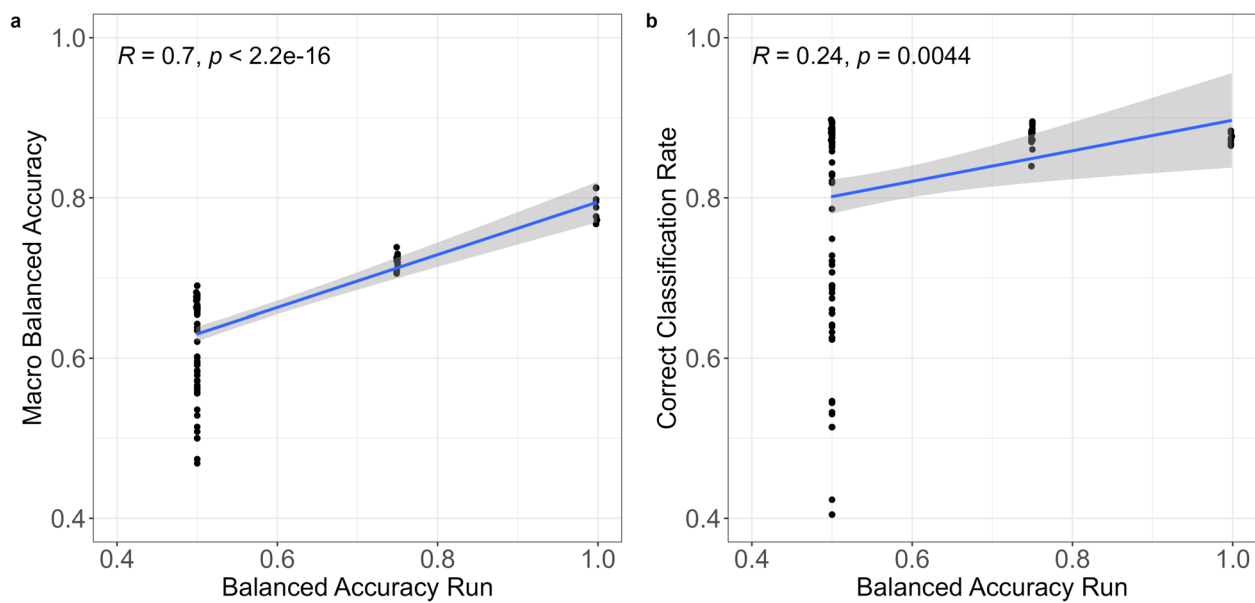 a
R = 0.7, p < 2.2e-16
Macro Balanced Accuracy
1.0
0.8
0.6
0.4
0.4 0.6 0.8 1.0
Balanced Accuracy Run
b
R = 0.24, p = 0.0044
Correct Classification Rate
1.0
0.8
0.6
0.4
0.4 0.6 0.8 1.0
Balanced Accuracy Run